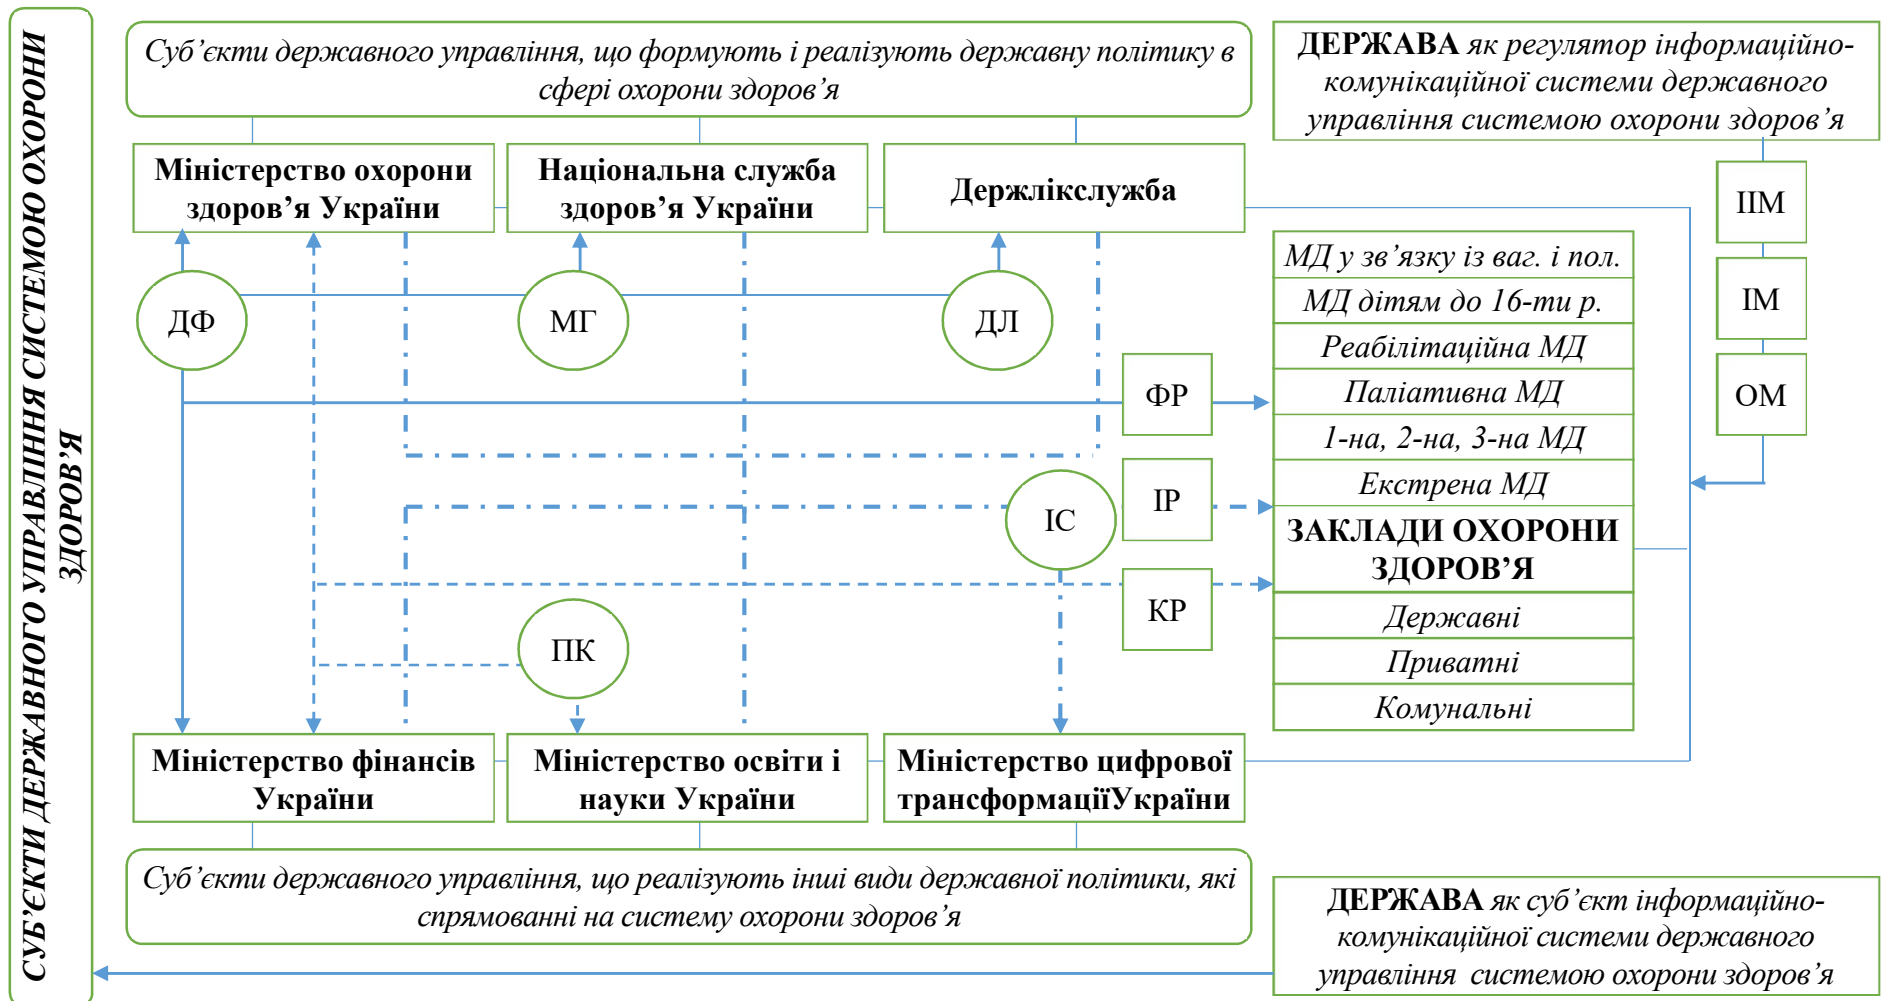 СУБ’ЄКТИ ДЕРЖАВНОГО УПРАВЛІННЯ СИСТЕМОЮ ОХОРОНИ
ЗДОРОВ’Я
Суб’єкти державного управління, що формують і реалізують державну політику в
сфері охорони здоров’я
ДЕРЖАВА як регулятор інформаційно-
комунікаційної системи державного
управління системою охорони здоров’я
Міністерство охорони
здоров’я України
Національна служба
здоров’я України
Держлікслужба
ІІМ
ІМ
ОМ
ДФ
МГ
ДЛ
МД у зв’язку із ваг. і пол.
МД дітям до 16-ти р.
Реабілітаційна МД
Паліативна МД
1-на, 2-на, 3-на МД
Екстрена МД
ЗАКЛАДИ ОХОРОНИ
ЗДОРОВ’Я
Державні
Приватні
Комунальні
ФР
ІР
КР
ІС
ПК
Міністерство фінансів
України
Міністерство освіти і
науки України
Міністерство цифрової
трансформаціїУкраїни
Суб’єкти державного управління, що реалізують інші види державної політики, які
спрямованні на систему охорони здоров’я
ДЕРЖАВА як суб’єкт інформаційно-
комунікаційної системи державного
управління системою охорони здоров’я